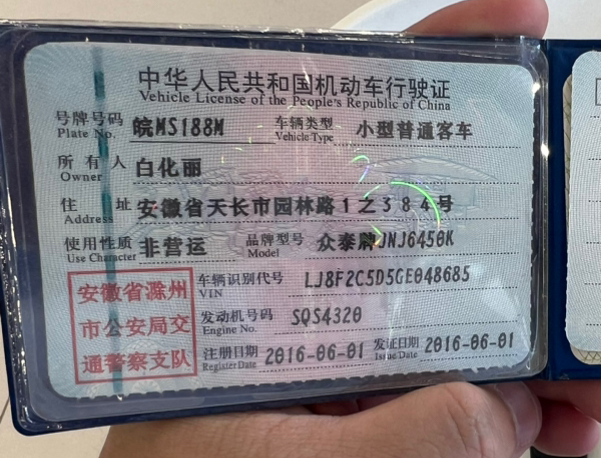 中华人民共和国机动车行驶证
Vehicle License of the People's Republic of China
号牌号码 皖MS188M 车辆类型 小型普通客车
Plate No. Vehicle Type
所有人 白化丽
Owner
住址 安徽省天长市园林路1之384号
Address
使用性质 非营运 品牌型号 众泰牌JNJ6450K
Use Character Model
安徽省滁州
市公安局交
通警察支队
车辆识别代号 LJ8F2C5D5GE048685
VIN
发动机号码 SQS4320
Engine No.
注册日期 2016-06-01 发证日期 2016-06-01
Register Date Issue Date